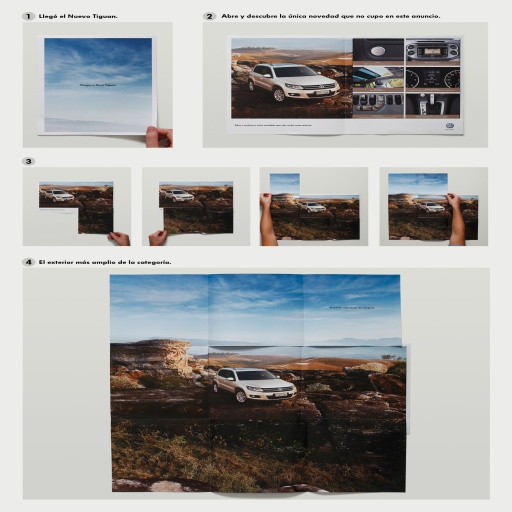 1 Llegó el Nuevo Tiguan.
2 Abre y descubre la única novedad que no cupo en este anuncio.
3
4 El exterior más amplio de la categoría.